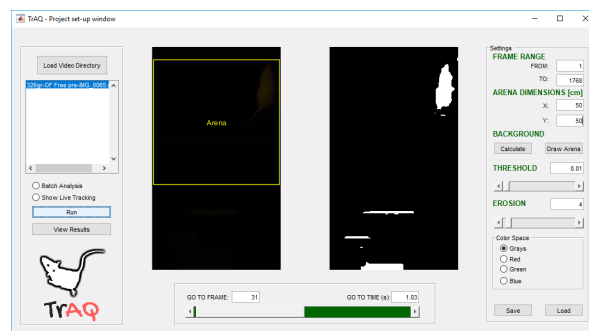 TrAQ - Project set-up window
Load Video Directory
326gr-OF Free pre-IMG_0065.
Batch Analysis
Show Live Tracking
Run
View Results
TrAQ
Arena
GO TO FRAME: 31
GO TO TIME (s): 1.03
Settings
FRAME RANGE
FROM: 1
TO: 1768
ARENA DIMENSIONS [cm]
X: 50
Y: 50
BACKGROUND
Calculate
Draw Arena
THRESHOLD 0.01
EROSION 4
Color Space
Grays
Red
Green
Blue
Save
Load